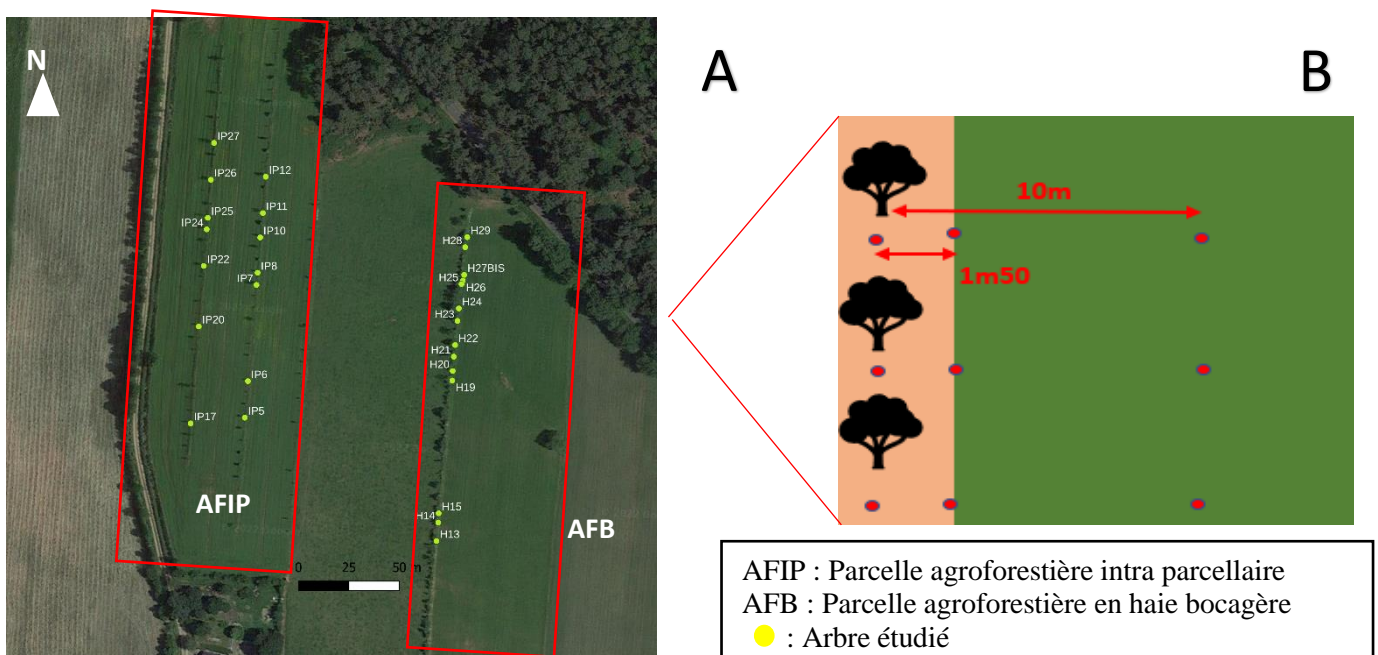 N
A
B
IP27
IP26
IP12
IP25
IP11
IP24
IP10
IP22
IP8
IP7
IP20
IP6
IP5
IP17
AFIP
H29
H28
H27BIS
H25
H26
H24
H23
H22
H21
H20
H19
H15
H14
H13
AFB
0 25 50 m
10m
1m50
AFIP : Parcelle agroforestière intra parcellaire
AFB : Parcelle agroforestière en haie bocagère
: Arbre étudié